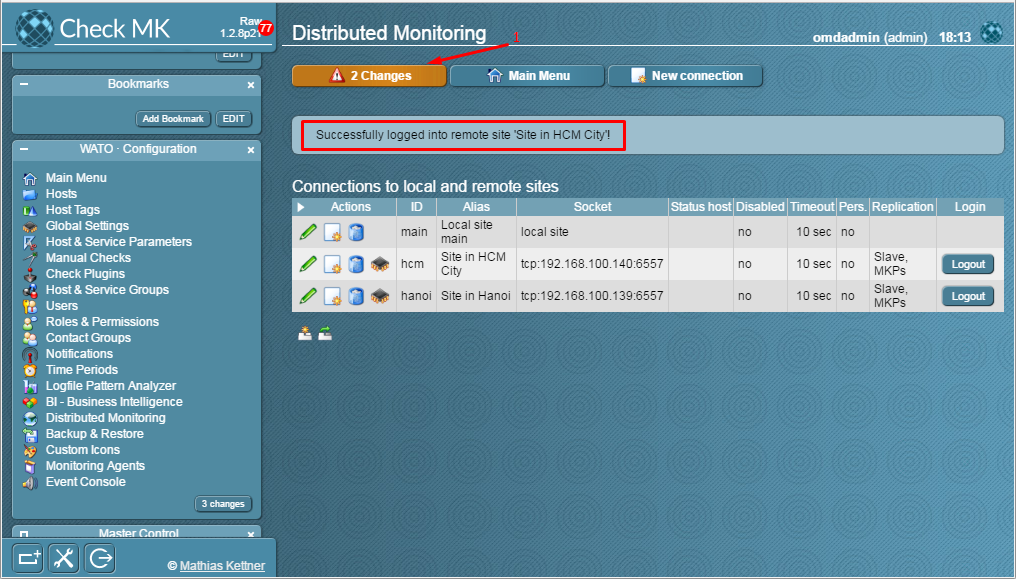 Check MK
Raw
1.2.8p21
77
EDIT
Bookmarks
Add Bookmark EDIT
WATO · Configuration
Main Menu
Hosts
Host Tags
Global Settings
Host & Service Parameters
Manual Checks
Check Plugins
Host & Service Groups
Users
Roles & Permissions
Contact Groups
Notifications
Time Periods
Logfile Pattern Analyzer
BI - Business Intelligence
Distributed Monitoring
Backup & Restore
Custom Icons
Monitoring Agents
Event Console
3 changes
Master Control
© Mathias Kettner
Distributed Monitoring
1
omdadmin (admin) 18:13
2 Changes Main Menu New connection
Successfully logged into remote site 'Site in HCM City'!
Connections to local and remote sites
Actions ID Alias Socket Status host Disabled Timeout Pers. Replication Login
main Local site main local site no 10 sec no
hcm Site in HCM City tcp:192.168.100.140:6557 no 10 sec no Slave, MKPs Logout
hanoi Site in Hanoi tcp:192.168.100.139:6557 no 10 sec no Slave, MKPs Logout